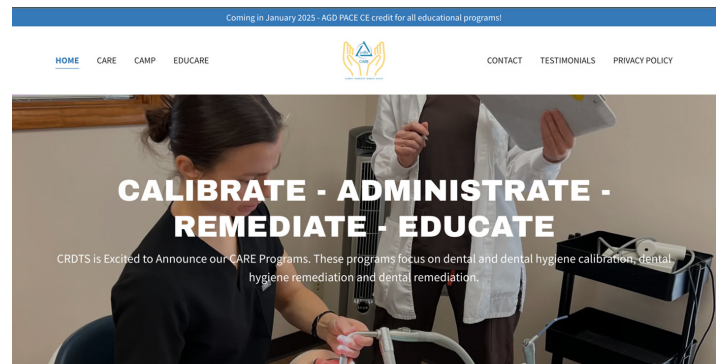 Coming in January 2025 - AGD PACE CE credit for all educational programs!
HOME CARE CAMP EDUCARE CONTACT TESTIMONIALS PRIVACY POLICY
CALIBRATE - ADMINISTRATE -
REMEDIATE - EDUCATE
CRDTS is Excited to Announce our CARE Programs. These programs focus on dental and dental hygiene calibration, dental
hygiene remediation and dental remediation.